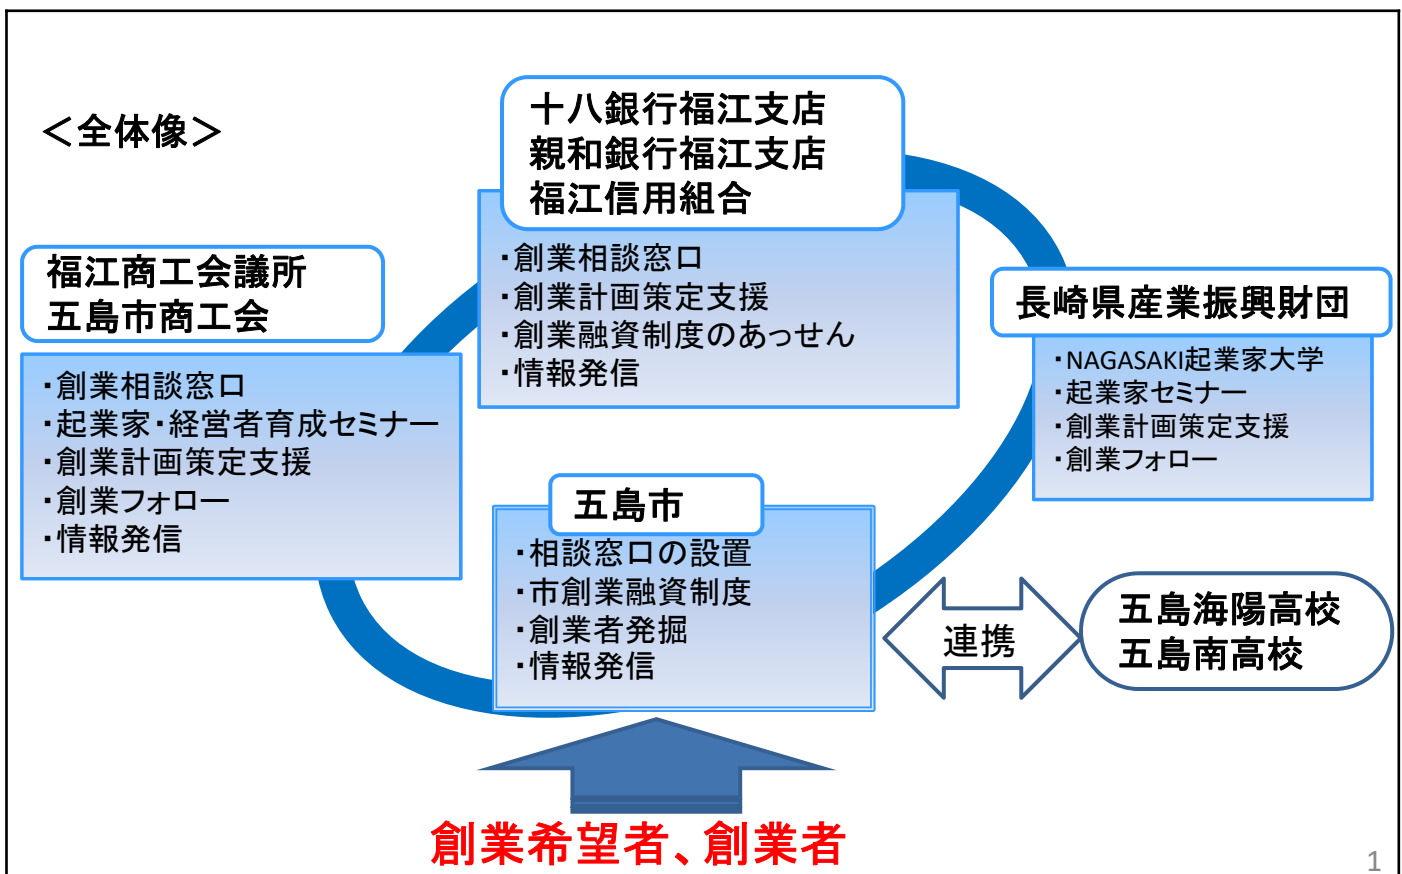 ＜全体像＞
十八銀行福江支店
親和銀行福江支店
福江信用組合
・創業相談窓口
・創業計画策定支援
・創業融資制度のあっせん
・情報発信
福江商工会議所
五島市商工会
・創業相談窓口
・起業家・経営者育成セミナー
・創業計画策定支援
・創業フォロー
・情報発信
長崎県産業振興財団
・NAGASAKI起業家大学
・起業家セミナー
・創業計画策定支援
・創業フォロー
五島市
・相談窓口の設置
・市創業融資制度
・創業者発掘
・情報発信
連携
五島海陽高校
五島南高校
創業希望者、創業者
1